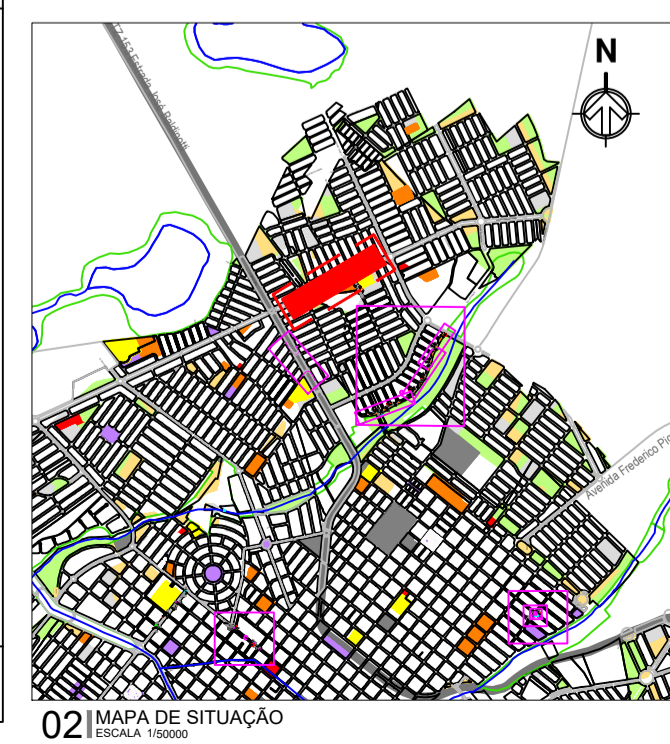 N
Avenida Frederico
02
MAPA DE SITUAÇÃO
ESCALA 1/50000